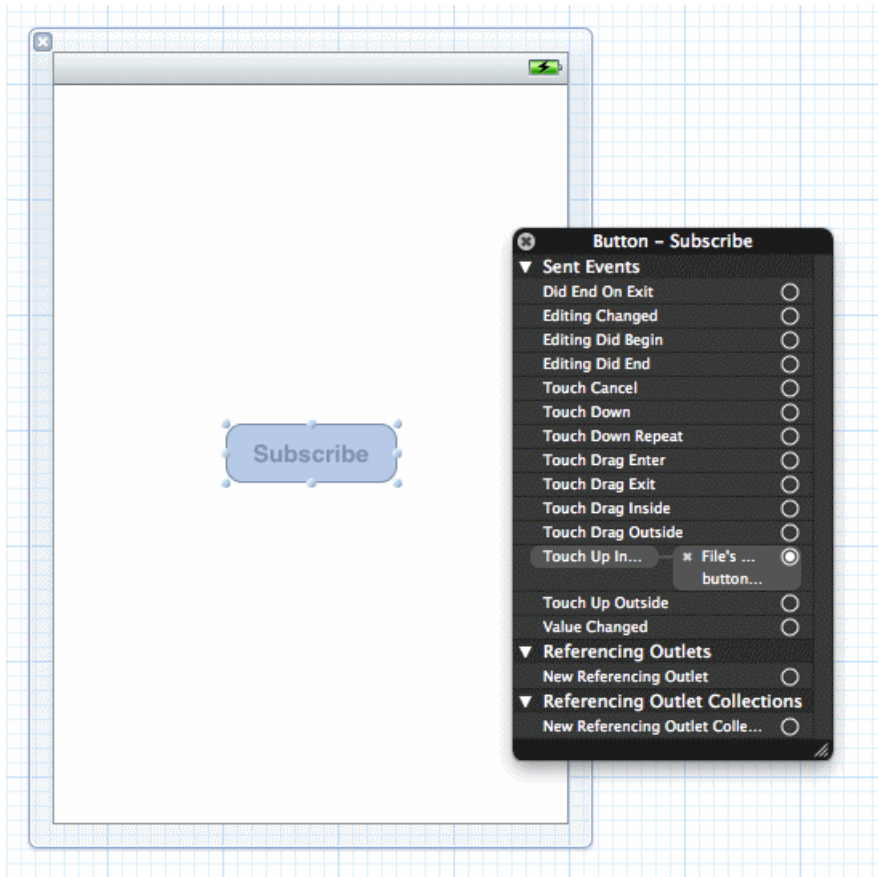 Subscribe
Button – Subscribe
Sent Events
Did End On Exit
Editing Changed
Editing Did Begin
Editing Did End
Touch Cancel
Touch Down
Touch Down Repeat
Touch Drag Enter
Touch Drag Exit
Touch Drag Inside
Touch Drag Outside
Touch Up In... File's ...
button...
Touch Up Outside
Value Changed
Referencing Outlets
New Referencing Outlet
Referencing Outlet Collections
New Referencing Outlet Colle...